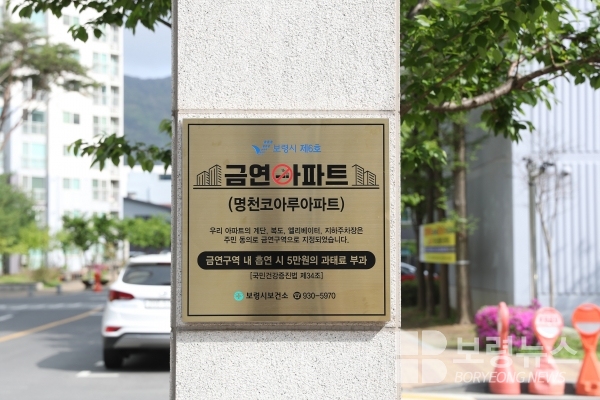 보령시 제6호
금연아파트
(명천코아루아파트)
우리 아파트의 계단, 복도, 엘리베이터, 지하주차장은
주민 동의로 금연구역으로 지정되었습니다.
금연구역 내 흡연 시 5만원의 과태료 부과
[국민건강증진법 제34조]
보령시보건소 ☎930-5970
보령뉴스
BORYEONG NEWS